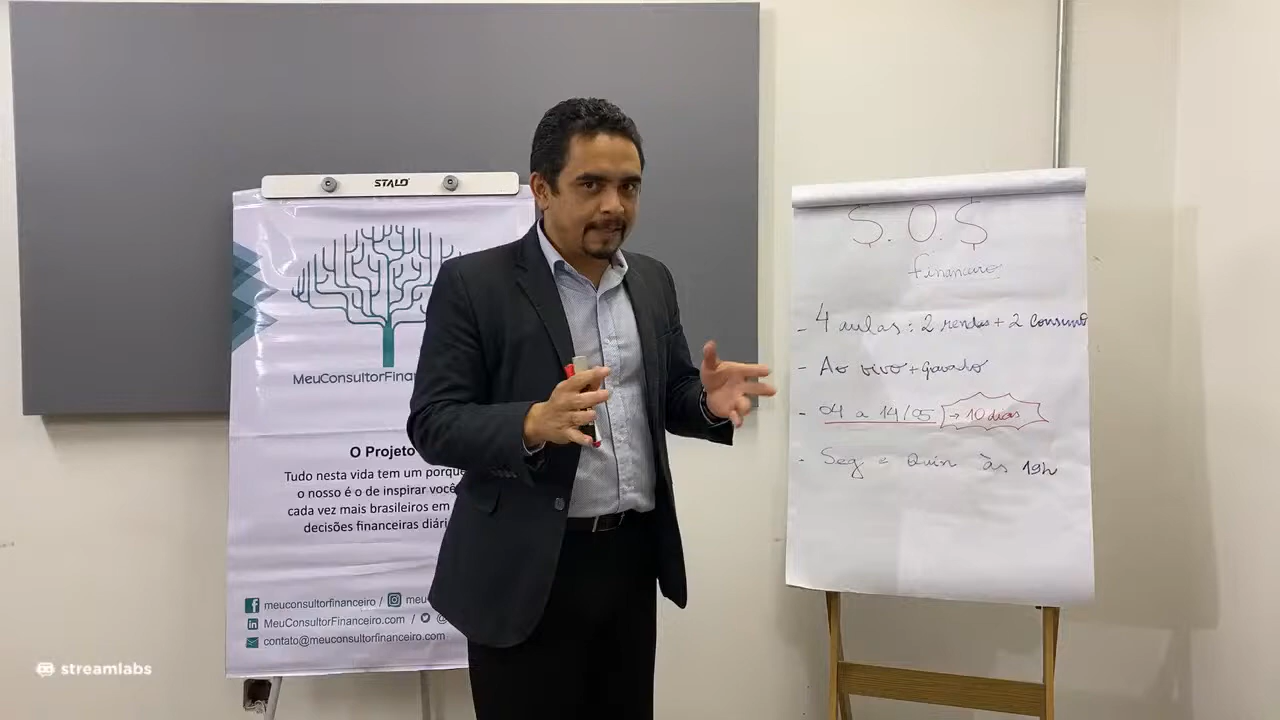 STALO
MeuConsultorFinan
O Projeto
Tudo nesta vida tem um porque
o nosso é o de inspirar você
cada vez mais brasileiros em
decisões financeiras diári
meuconsultorfinanceiro / meu
MeuConsultorFinanceiro.com / @
contato@meuconsultorfinanceiro.com
streamlabs
$.O.$
financeiro
- 4 aulas: 2 renda + 2 consumo
- Ao vivo + gravado
- 04 a 14/05 → 10 dias
- Seg e Quin às 19h